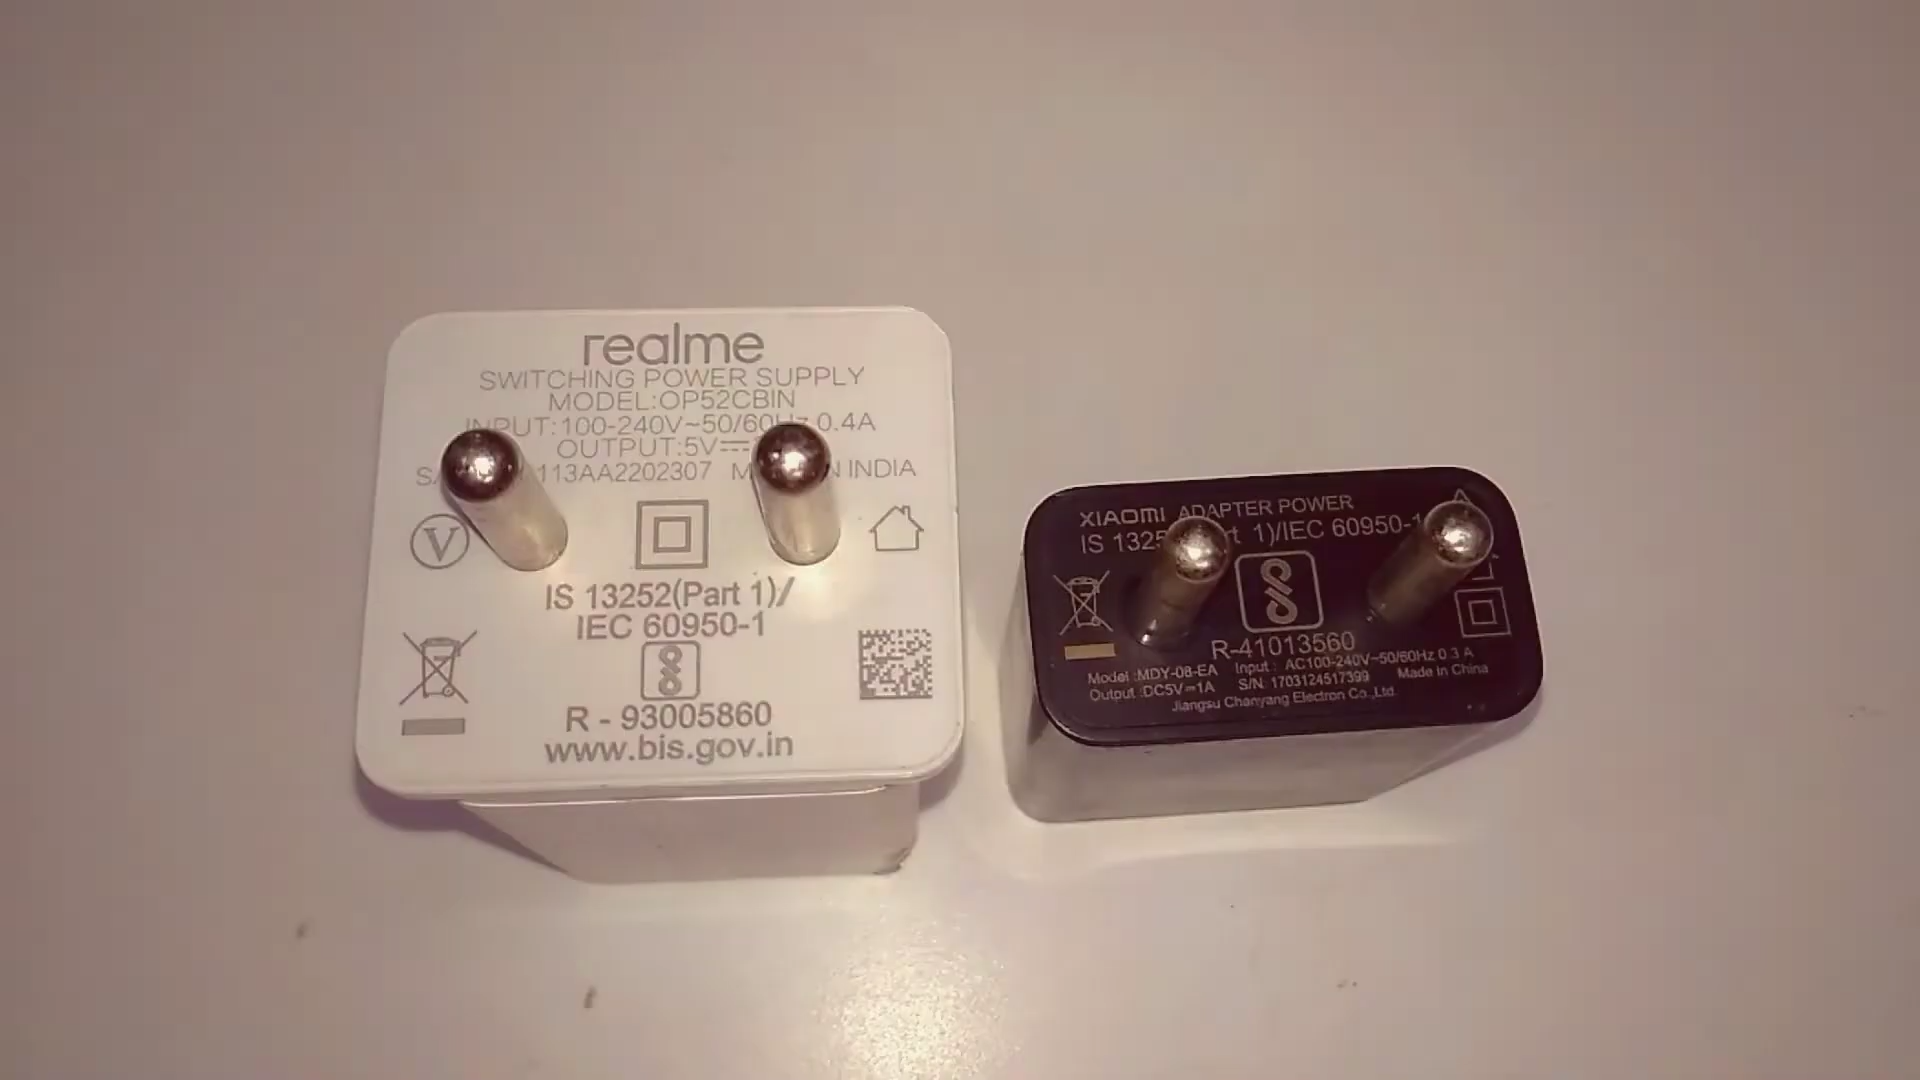 realme
SWITCHING POWER SUPPLY
MODEL:OP52CBIN
INPUT:100-240V~50/60Hz 0.4A
OUTPUT:5V⎓
113AA2202307 INDIA
V
IS 13252(Part 1)/
IEC 60950-1
R - 93005860
www.bis.gov.in
XIAOMI ADAPTER POWER
1)/IEC 60950-1
R-41013560
Model :MDY-08-EA Input : AC100-240V~50/60Hz 0.3 A
Output :DC5V⎓1A S/N: 1703124517399 Made In China
Jiangsu Chanyang Electron Co.,Ltd.